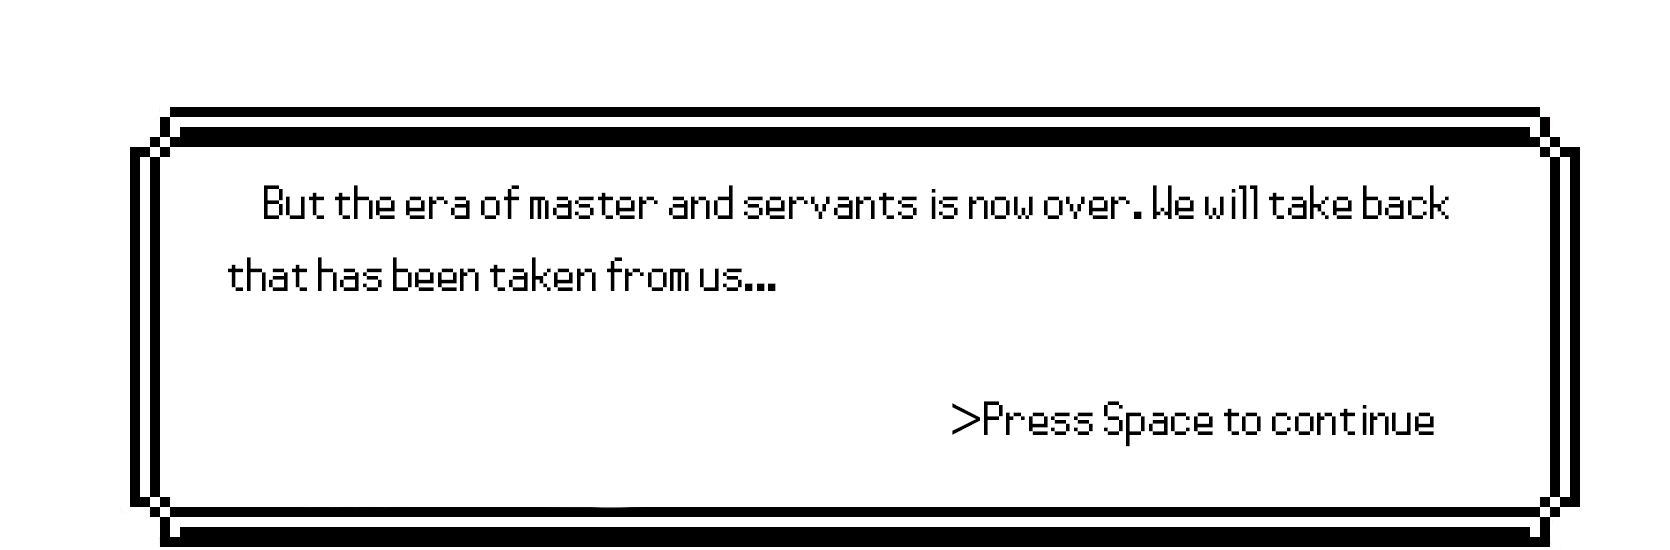 But the era of master and servants is now over. We will take back
that has been taken from us...
>Press Space to continue